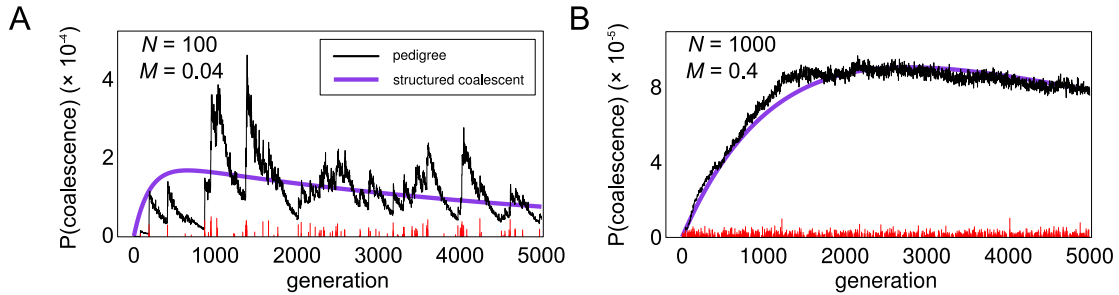 A
P(coalescence) (× 10⁻⁴)
N = 100
M = 0.04
pedigree
structured coalescent
4
2
0
0 1000 2000 3000 4000 5000
generation
B
P(coalescence) (× 10⁻⁵)
N = 1000
M = 0.4
8
4
0
0 1000 2000 3000 4000 5000
generation